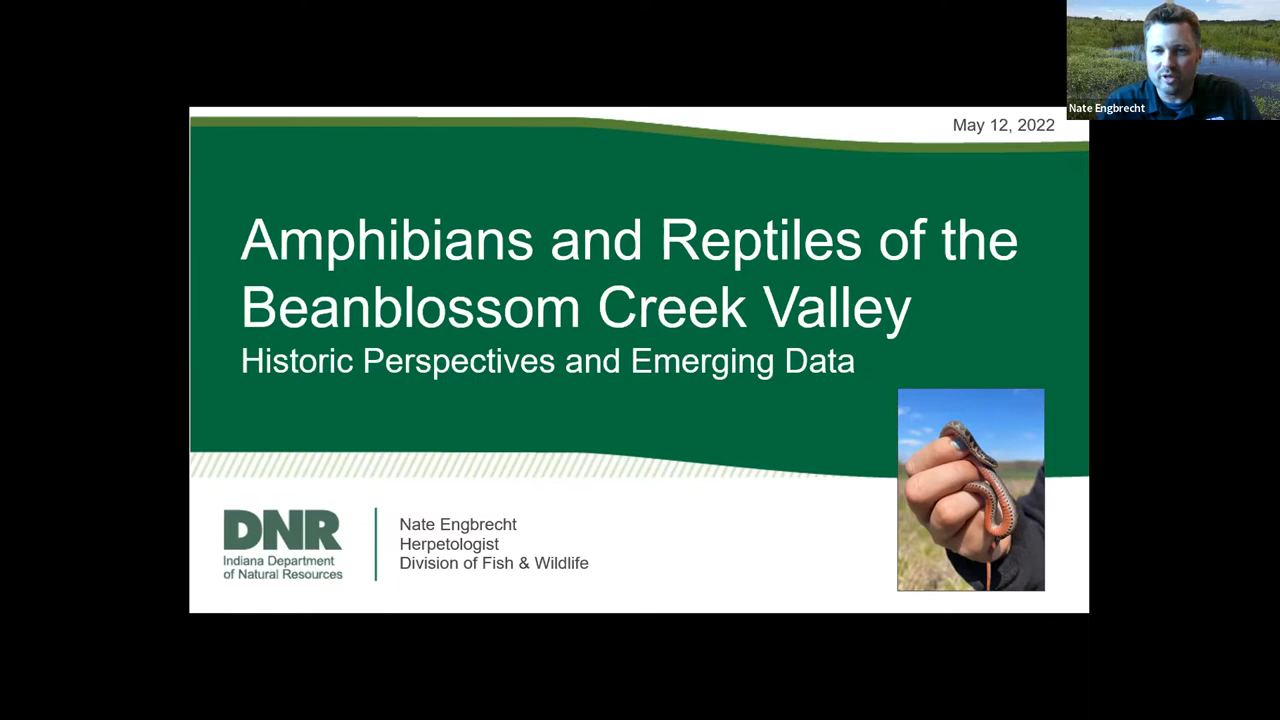 Nate Engbrecht
May 12, 2022
Amphibians and Reptiles of the
Beanblossom Creek Valley
Historic Perspectives and Emerging Data
DNR
Indiana Department
of Natural Resources
Nate Engbrecht
Herpetologist
Division of Fish & Wildlife